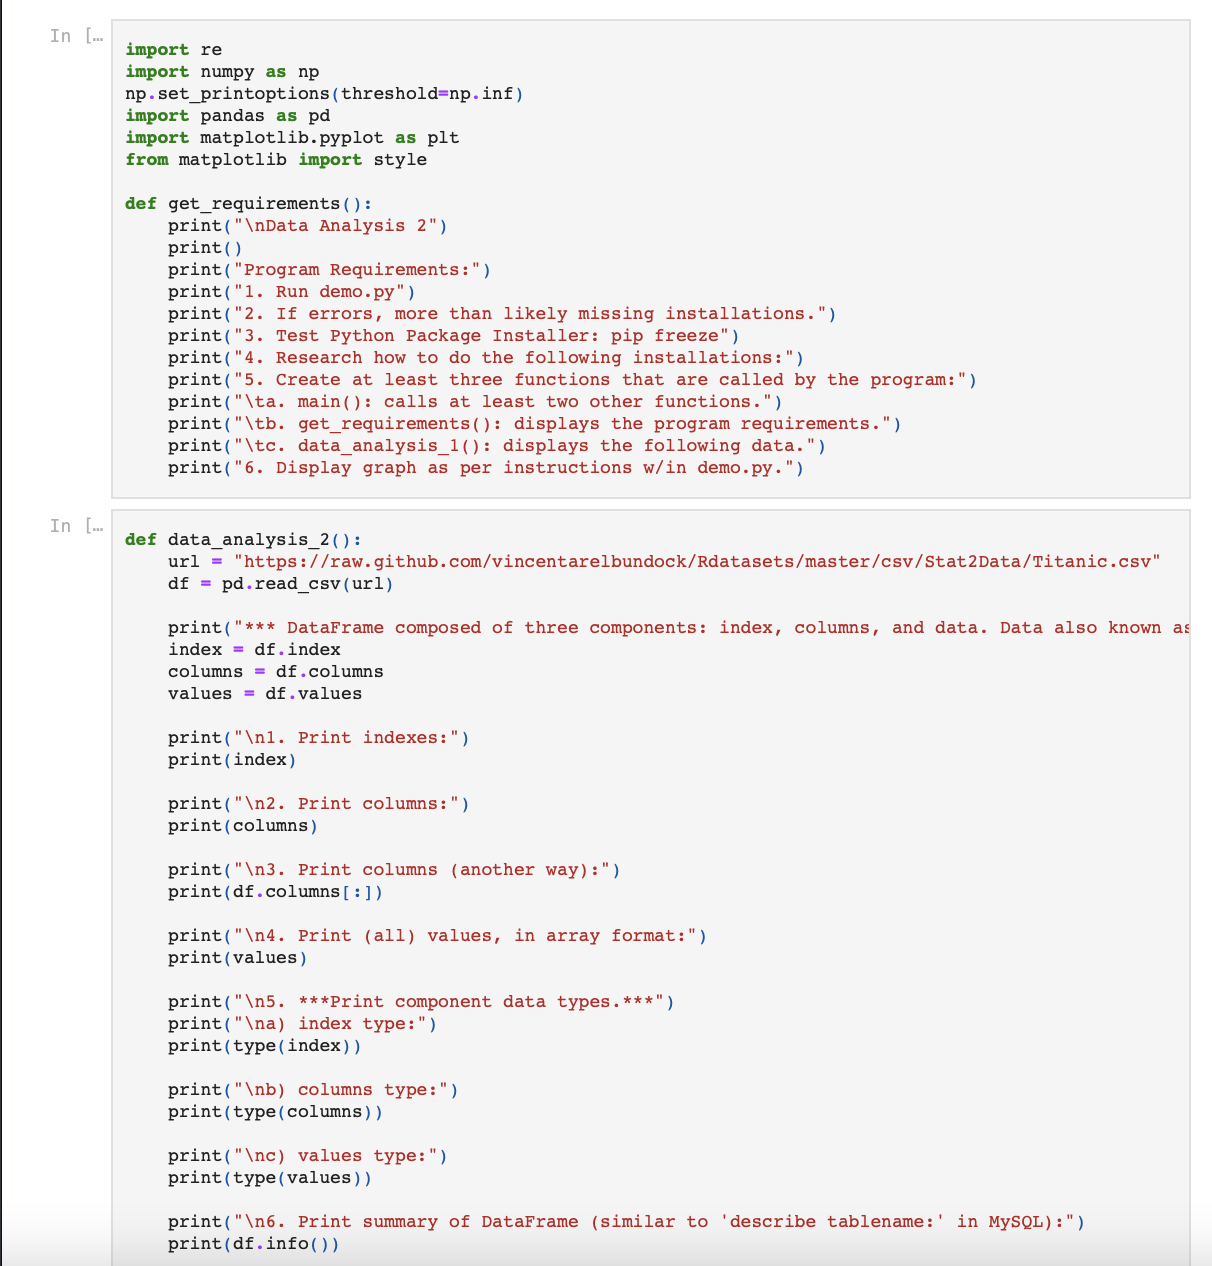 In […
import re
import numpy as np
np.set_printoptions(threshold=np.inf)
import pandas as pd
import matplotlib.pyplot as plt
from matplotlib import style

def get_requirements():
    print("\nData Analysis 2")
    print()
    print("Program Requirements:")
    print("1. Run demo.py")
    print("2. If errors, more than likely missing installations.")
    print("3. Test Python Package Installer: pip freeze")
    print("4. Research how to do the following installations:")
    print("5. Create at least three functions that are called by the program:")
    print("\ta. main(): calls at least two other functions.")
    print("\tb. get_requirements(): displays the program requirements.")
    print("\tc. data_analysis_1(): displays the following data.")
    print("6. Display graph as per instructions w/in demo.py.")

In […
def data_analysis_2():
    url = "https://raw.github.com/vincentarelbundock/Rdatasets/master/csv/Stat2Data/Titanic.csv"
    df = pd.read_csv(url)

    print("*** DataFrame composed of three components: index, columns, and data. Data also known as
    index = df.index
    columns = df.columns
    values = df.values

    print("\n1. Print indexes:")
    print(index)

    print("\n2. Print columns:")
    print(columns)

    print("\n3. Print columns (another way):")
    print(df.columns[:])

    print("\n4. Print (all) values, in array format:")
    print(values)

    print("\n5. ***Print component data types.***")
    print("\na) index type:")
    print(type(index))

    print("\nb) columns type:")
    print(type(columns))

    print("\nc) values type:")
    print(type(values))

    print("\n6. Print summary of DataFrame (similar to 'describe tablename:' in MySQL):")
    print(df.info())